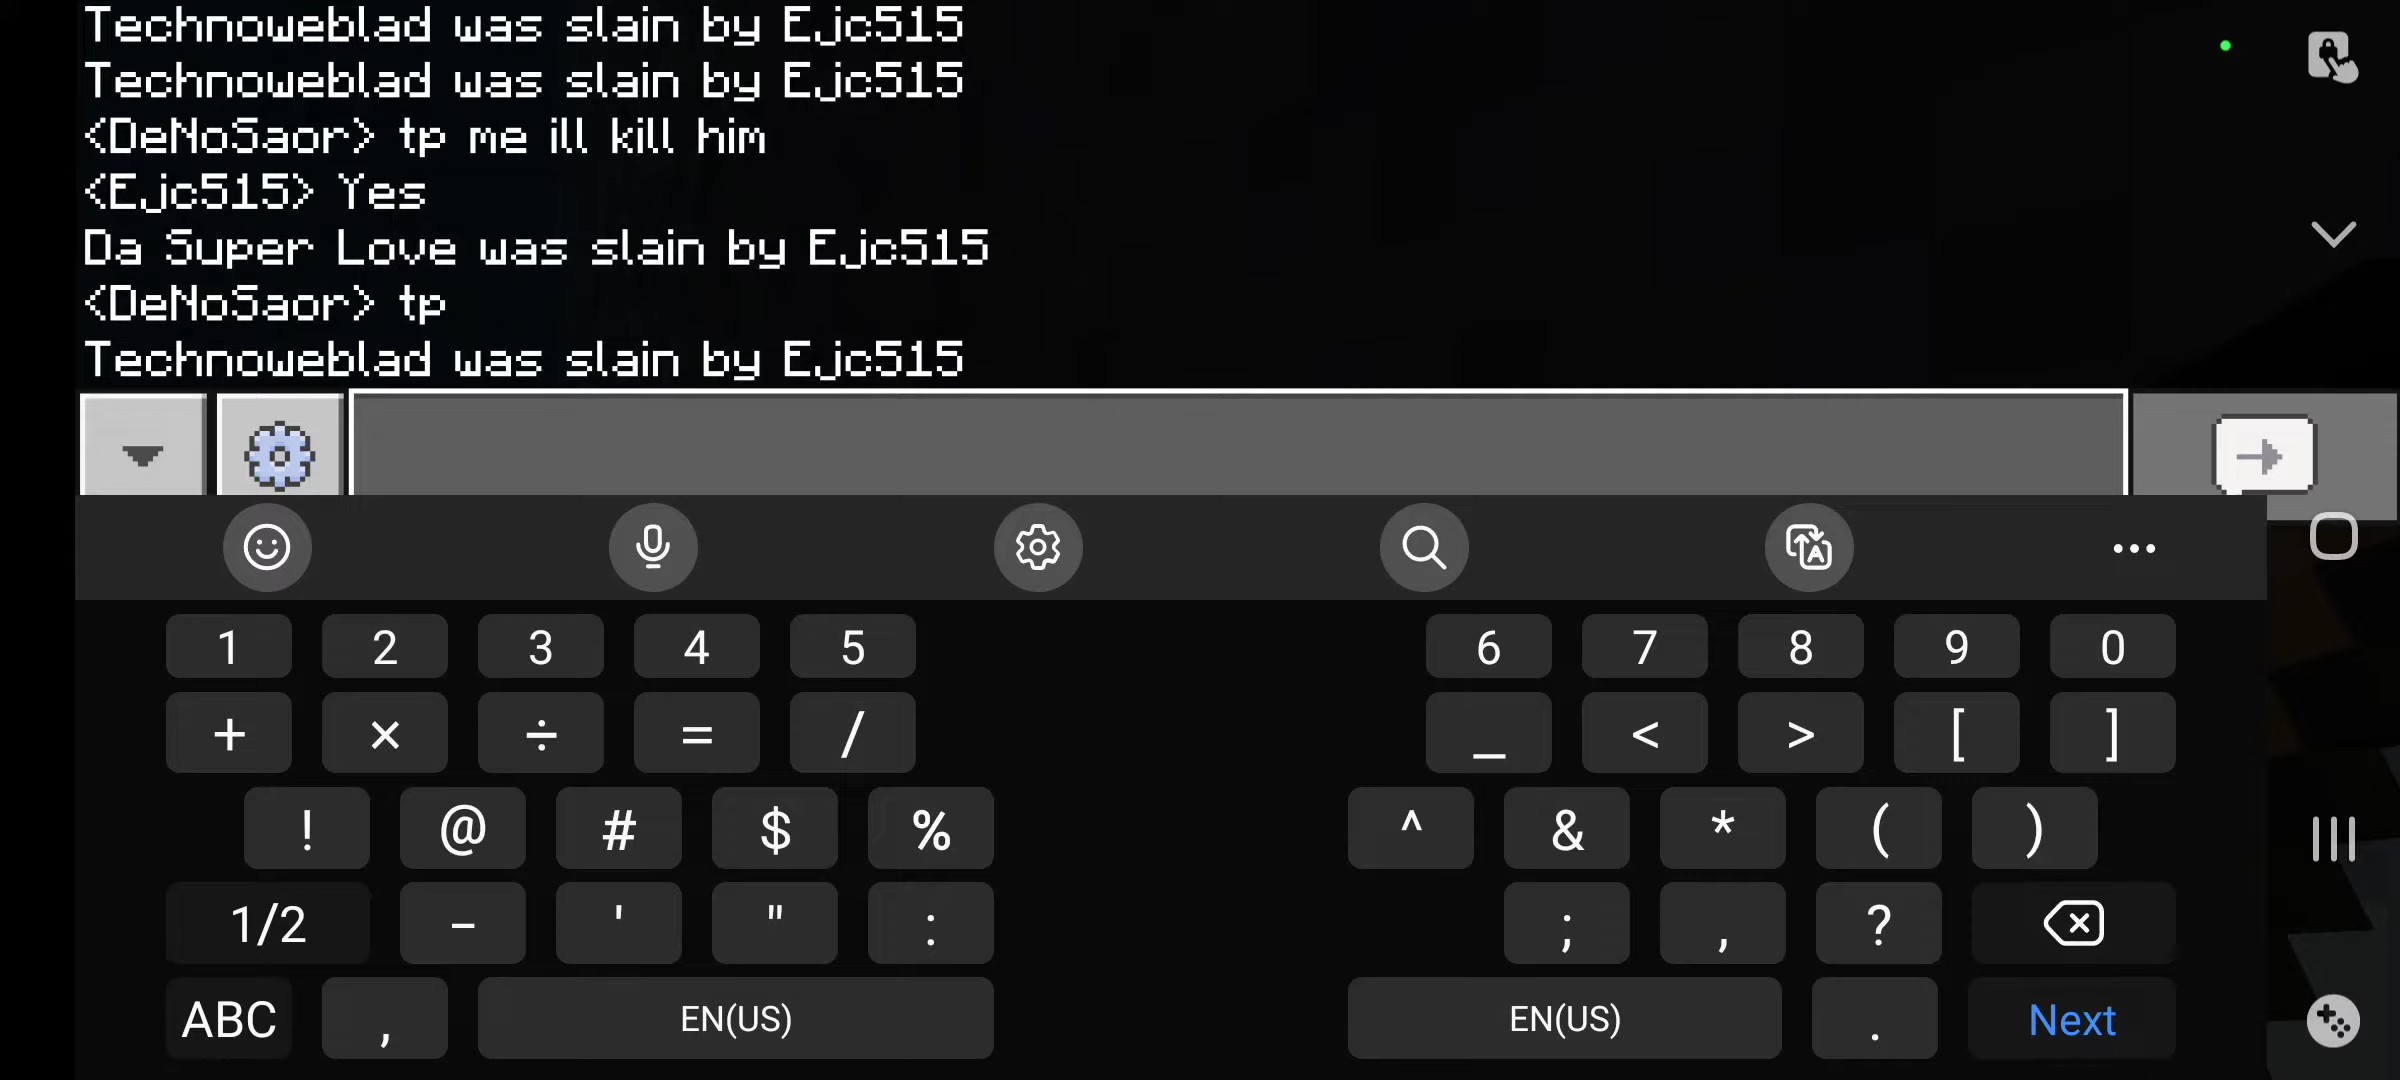 Technoweblad was slain by Ejc515
Technoweblad was slain by Ejc515
<DeNoSaor> tp me ill kill him
<Ejc515> Yes
Da Super Love was slain by Ejc515
<DeNoSaor> tp
Technoweblad was slain by Ejc515
1 2 3 4 5 6 7 8 9 0
+ × ÷ = / _ < > [ ]
! @ # $ % ^ & * ( )
1/2 - ' " : ; , ?
ABC , EN(US) EN(US) . Next